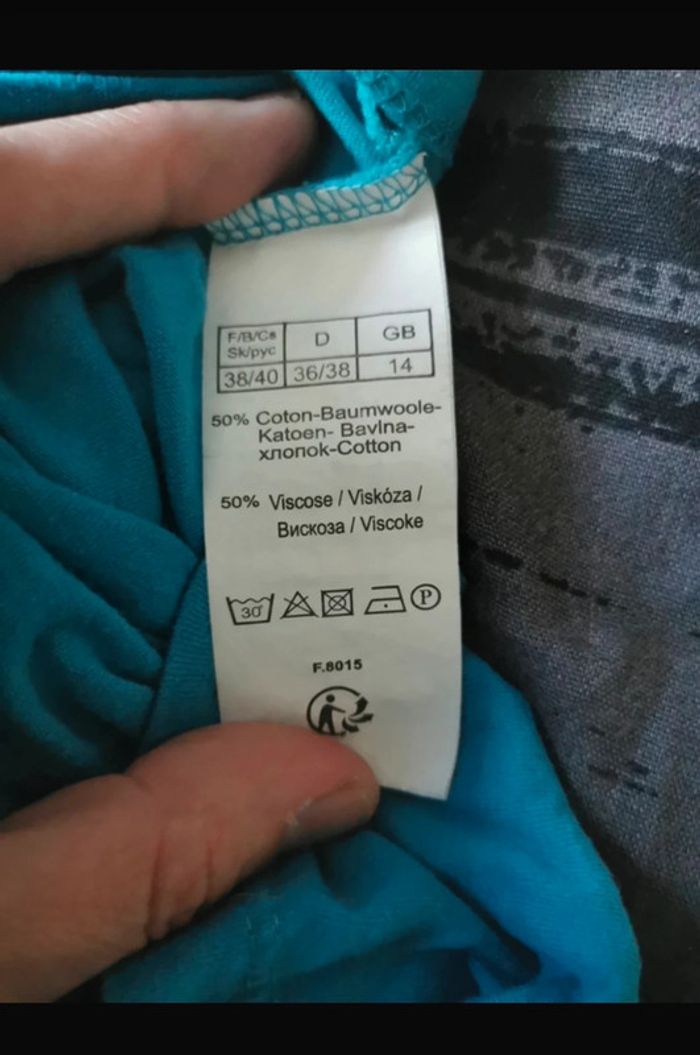 F/B/Cs D GB
Sk/pyc
38/40 36/38 14
50% Coton-Baumwoole-
Katoen- Bavlna-
хлопок-Cotton
50% Viscose / Viskóza /
Вискоза / Viscoke
30°
P
F.8015